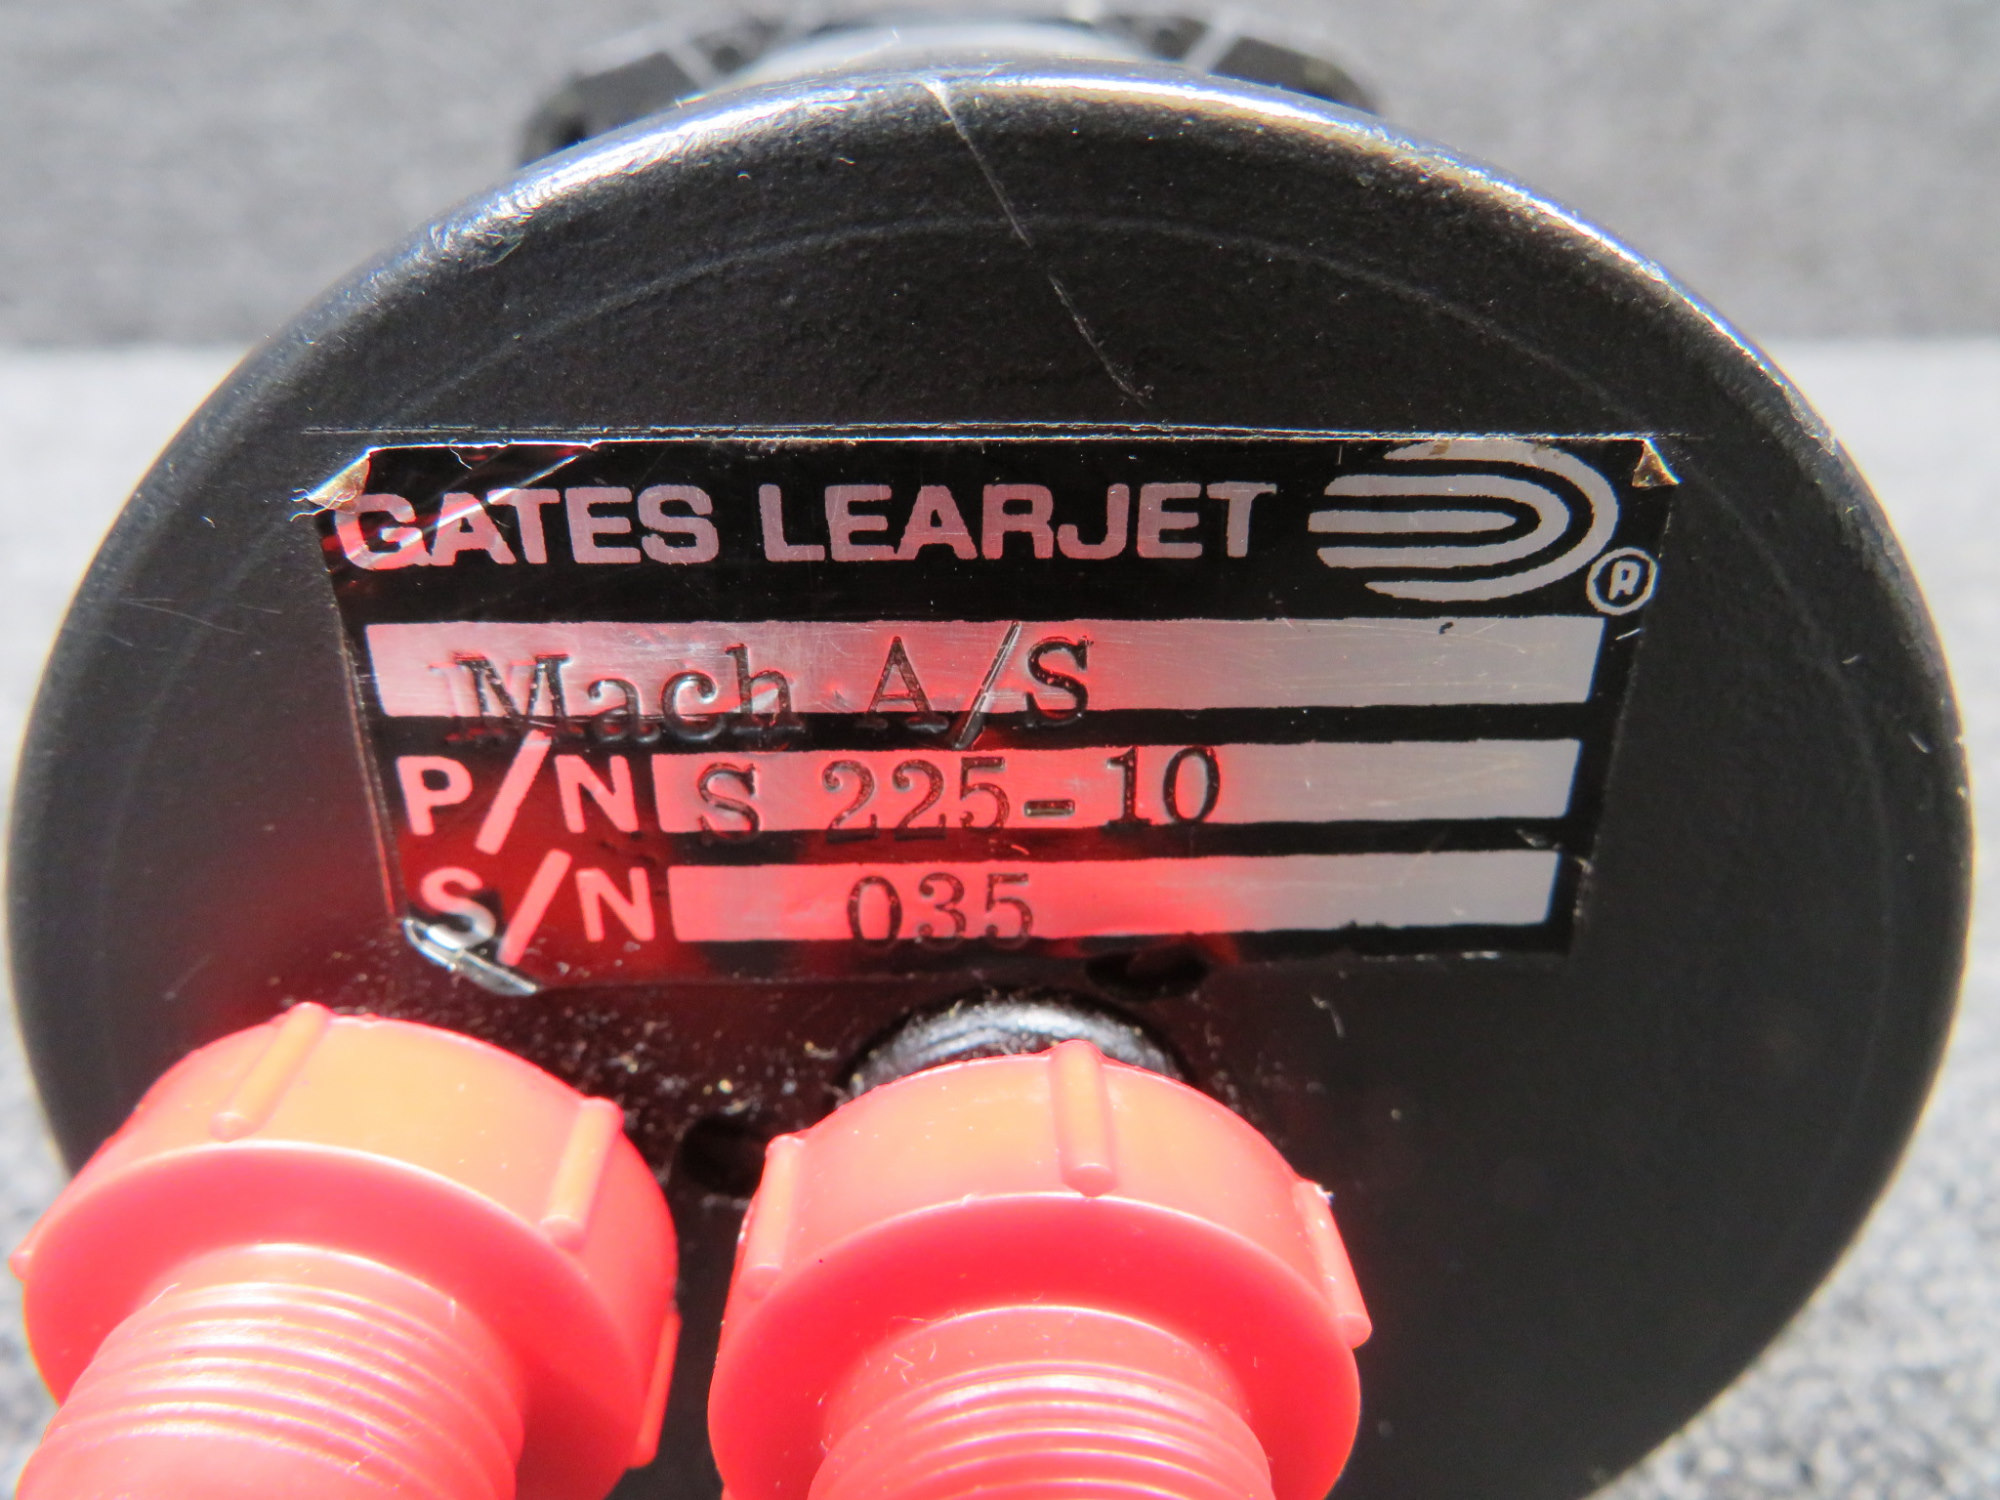 GATES LEARJET ®
Mach A/S
P/N S 225-10
S/N 035